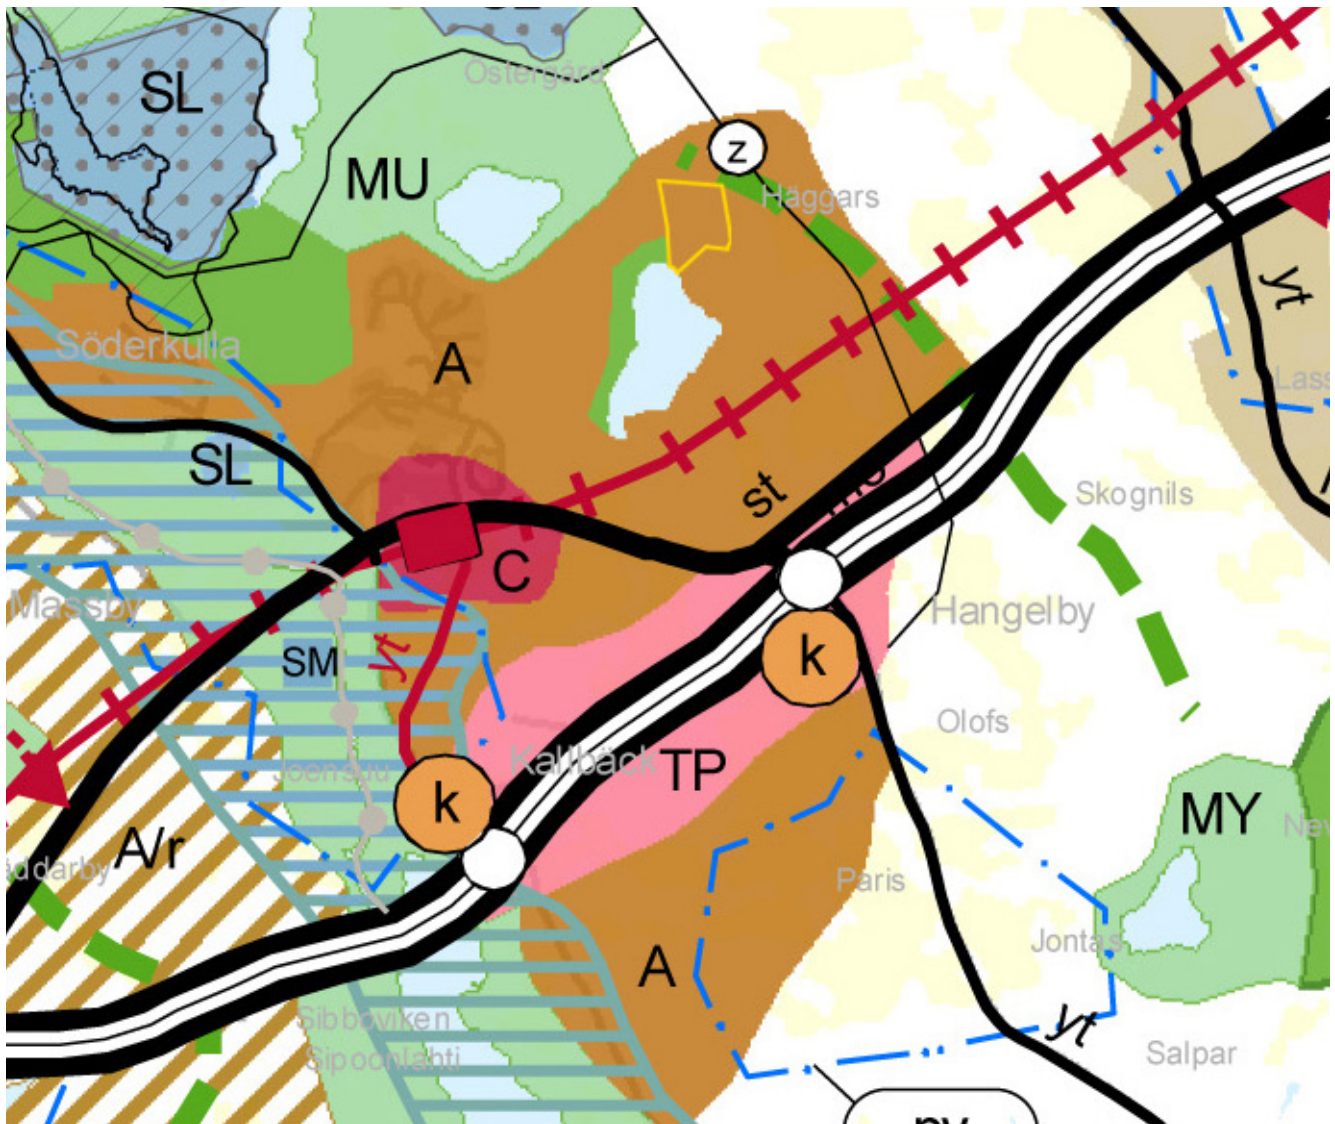 SL
Östergård
MU
z
Häggars
yt
Söderkulla
A
SL
st
Skognils
C
Massby
Hangelby
SM
yt
k
Olofs
Kallbäck
TP
Joensuu
k
MY
A/r
Paris
Jontas
A
Sibboviken
Sipoonlahti
yt
Salpar